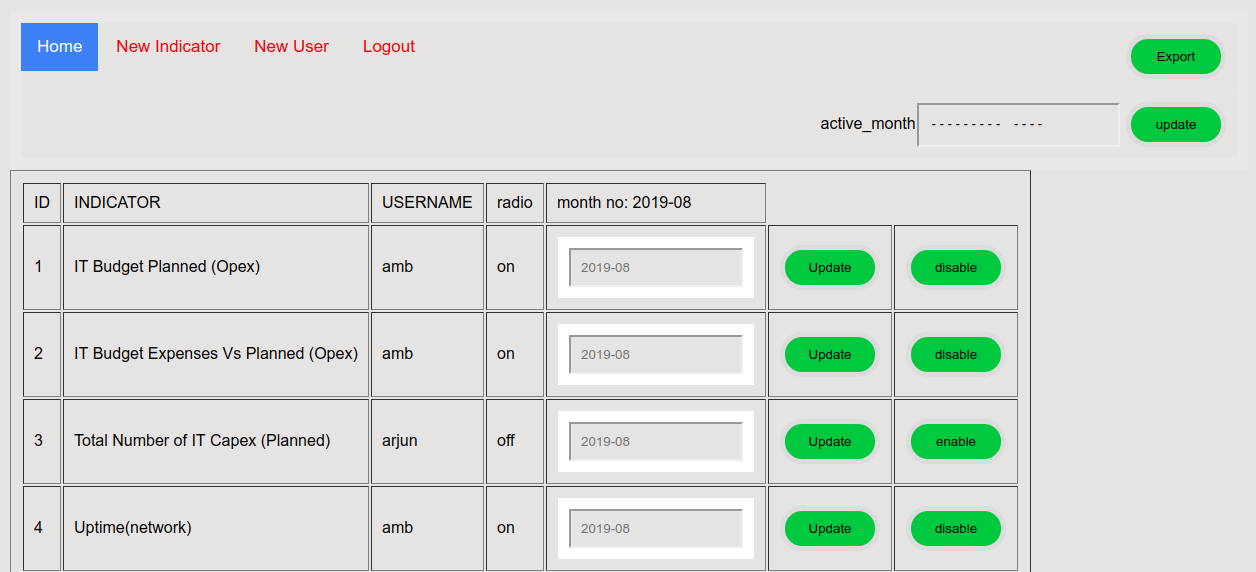 Home New Indicator New User Logout Export
active_month --------- ---- update
ID INDICATOR USERNAME radio month no: 2019-08
1 IT Budget Planned (Opex) amb on 2019-08 Update disable
2 IT Budget Expenses Vs Planned (Opex) amb on 2019-08 Update disable
3 Total Number of IT Capex (Planned) arjun off 2019-08 Update enable
4 Uptime(network) amb on 2019-08 Update disable